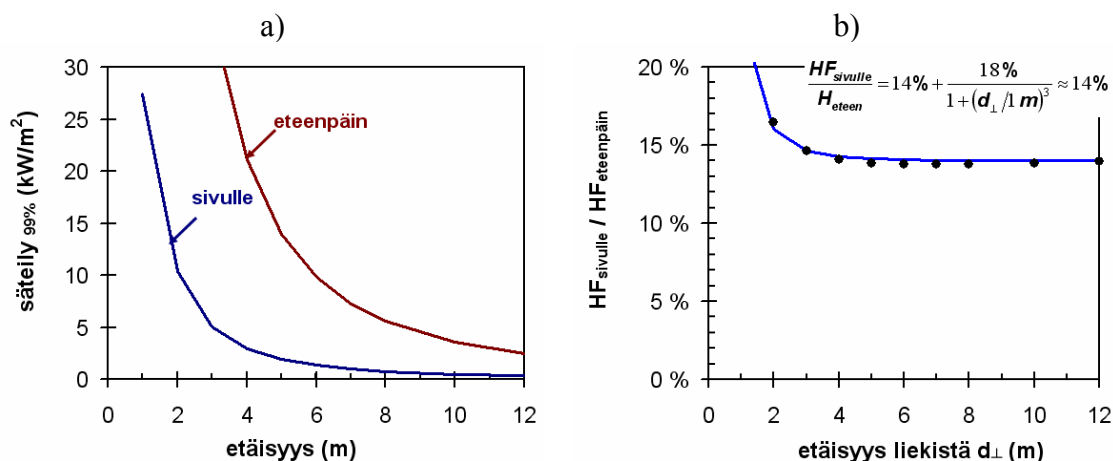 a)
säteily 99% (kW/m²)
30
25
20
15
10
5
0
eteenpäin
sivulle
0 2 4 6 8 10 12
etäisyys (m)
b)
HFsivulle / HFeteenpäin
20 %
15 %
10 %
5 %
0 %
HFsivulle / Heteen = 14% + 18% / (1 + (d⊥/1 m)³) ≈ 14%
0 2 4 6 8 10 12
etäisyys liekistä d⊥ (m)